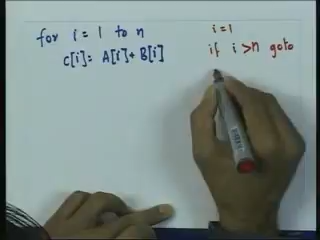 for i = 1 to n
C[i]: A[i]+ B[i]
i=1
if i >n goto